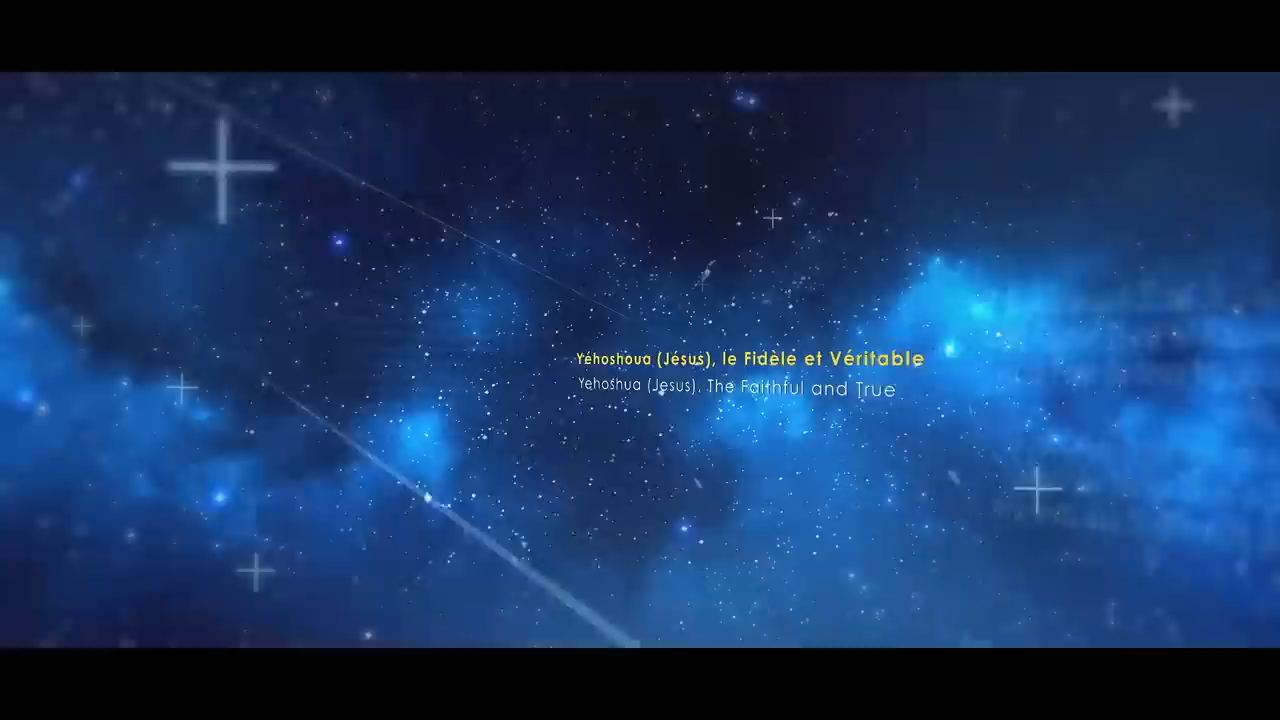 Yéhoshoua (Jésus), le Fidèle et Véritable
Yehoshua (Jesus), The Faithful and True